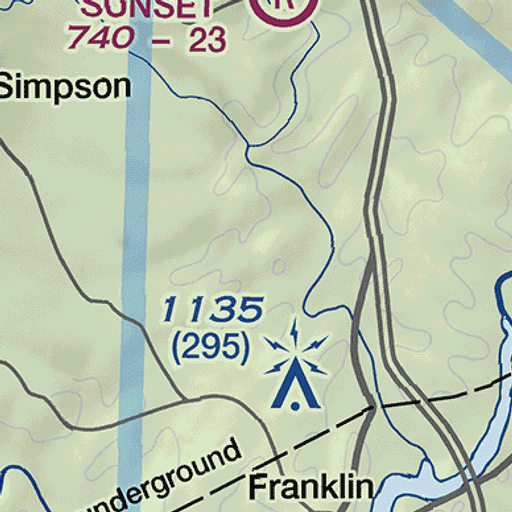 SUNSET
R
740 – 23
Simpson
1135
(295)
underground
Franklin